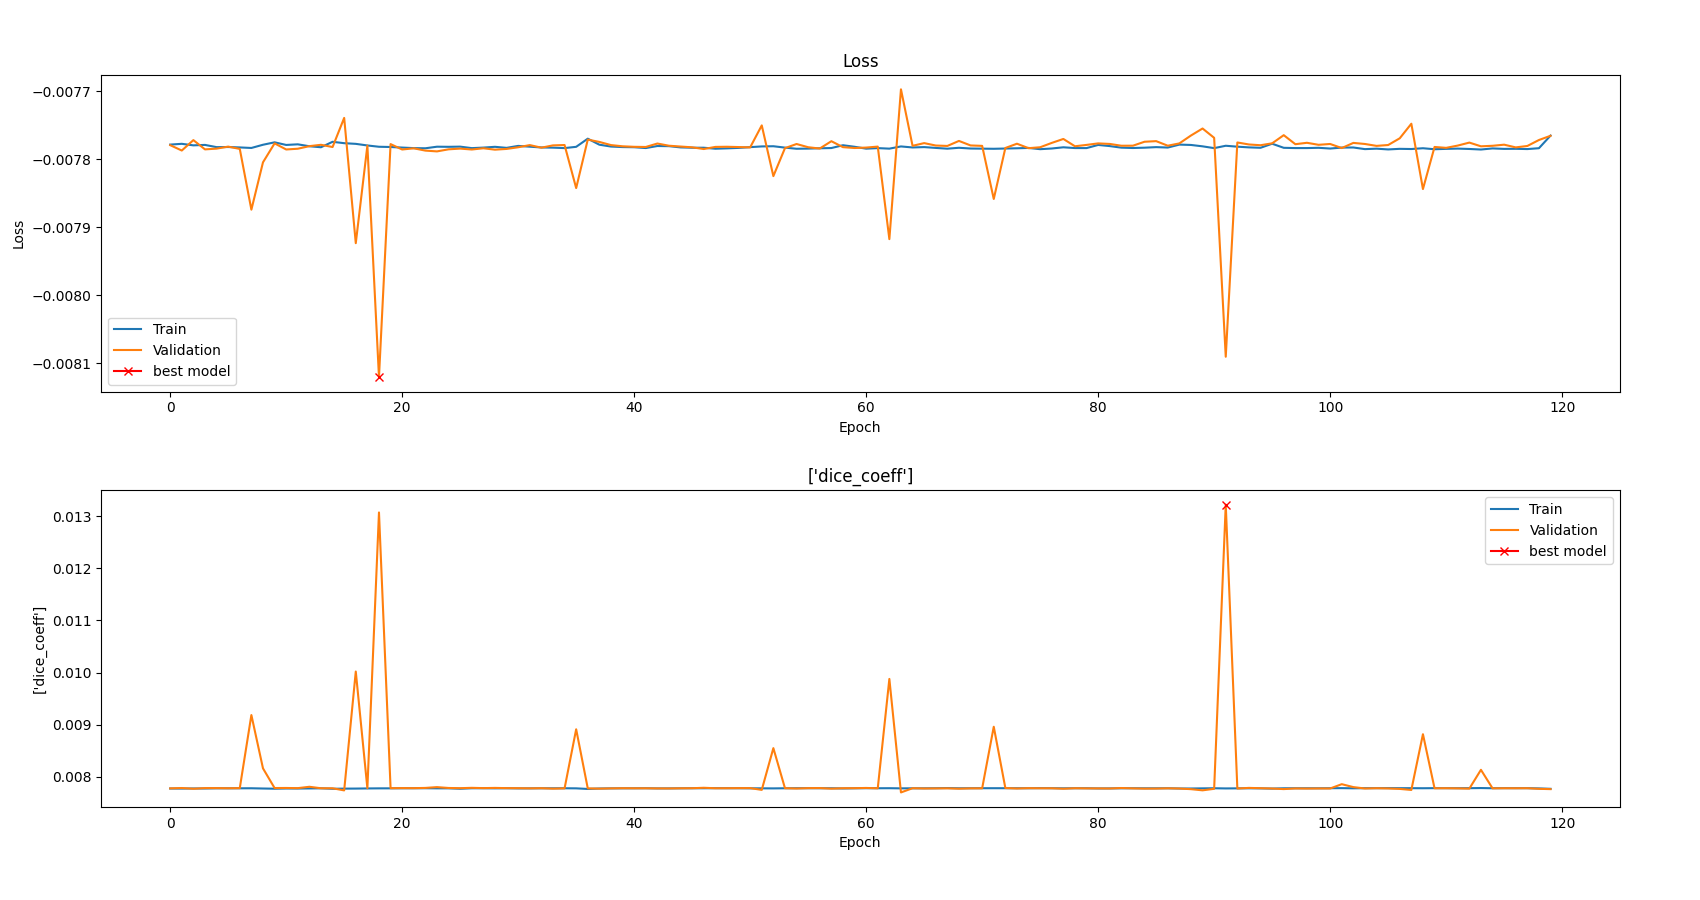 Loss
−0.0077
−0.0078
−0.0079
−0.0080
−0.0081
Loss
Train
Validation
best model
0 20 40 60 80 100 120
Epoch
['dice_coeff']
0.013
0.012
0.011
0.010
0.009
0.008
['dice_coeff']
Train
Validation
best model
0 20 40 60 80 100 120
Epoch